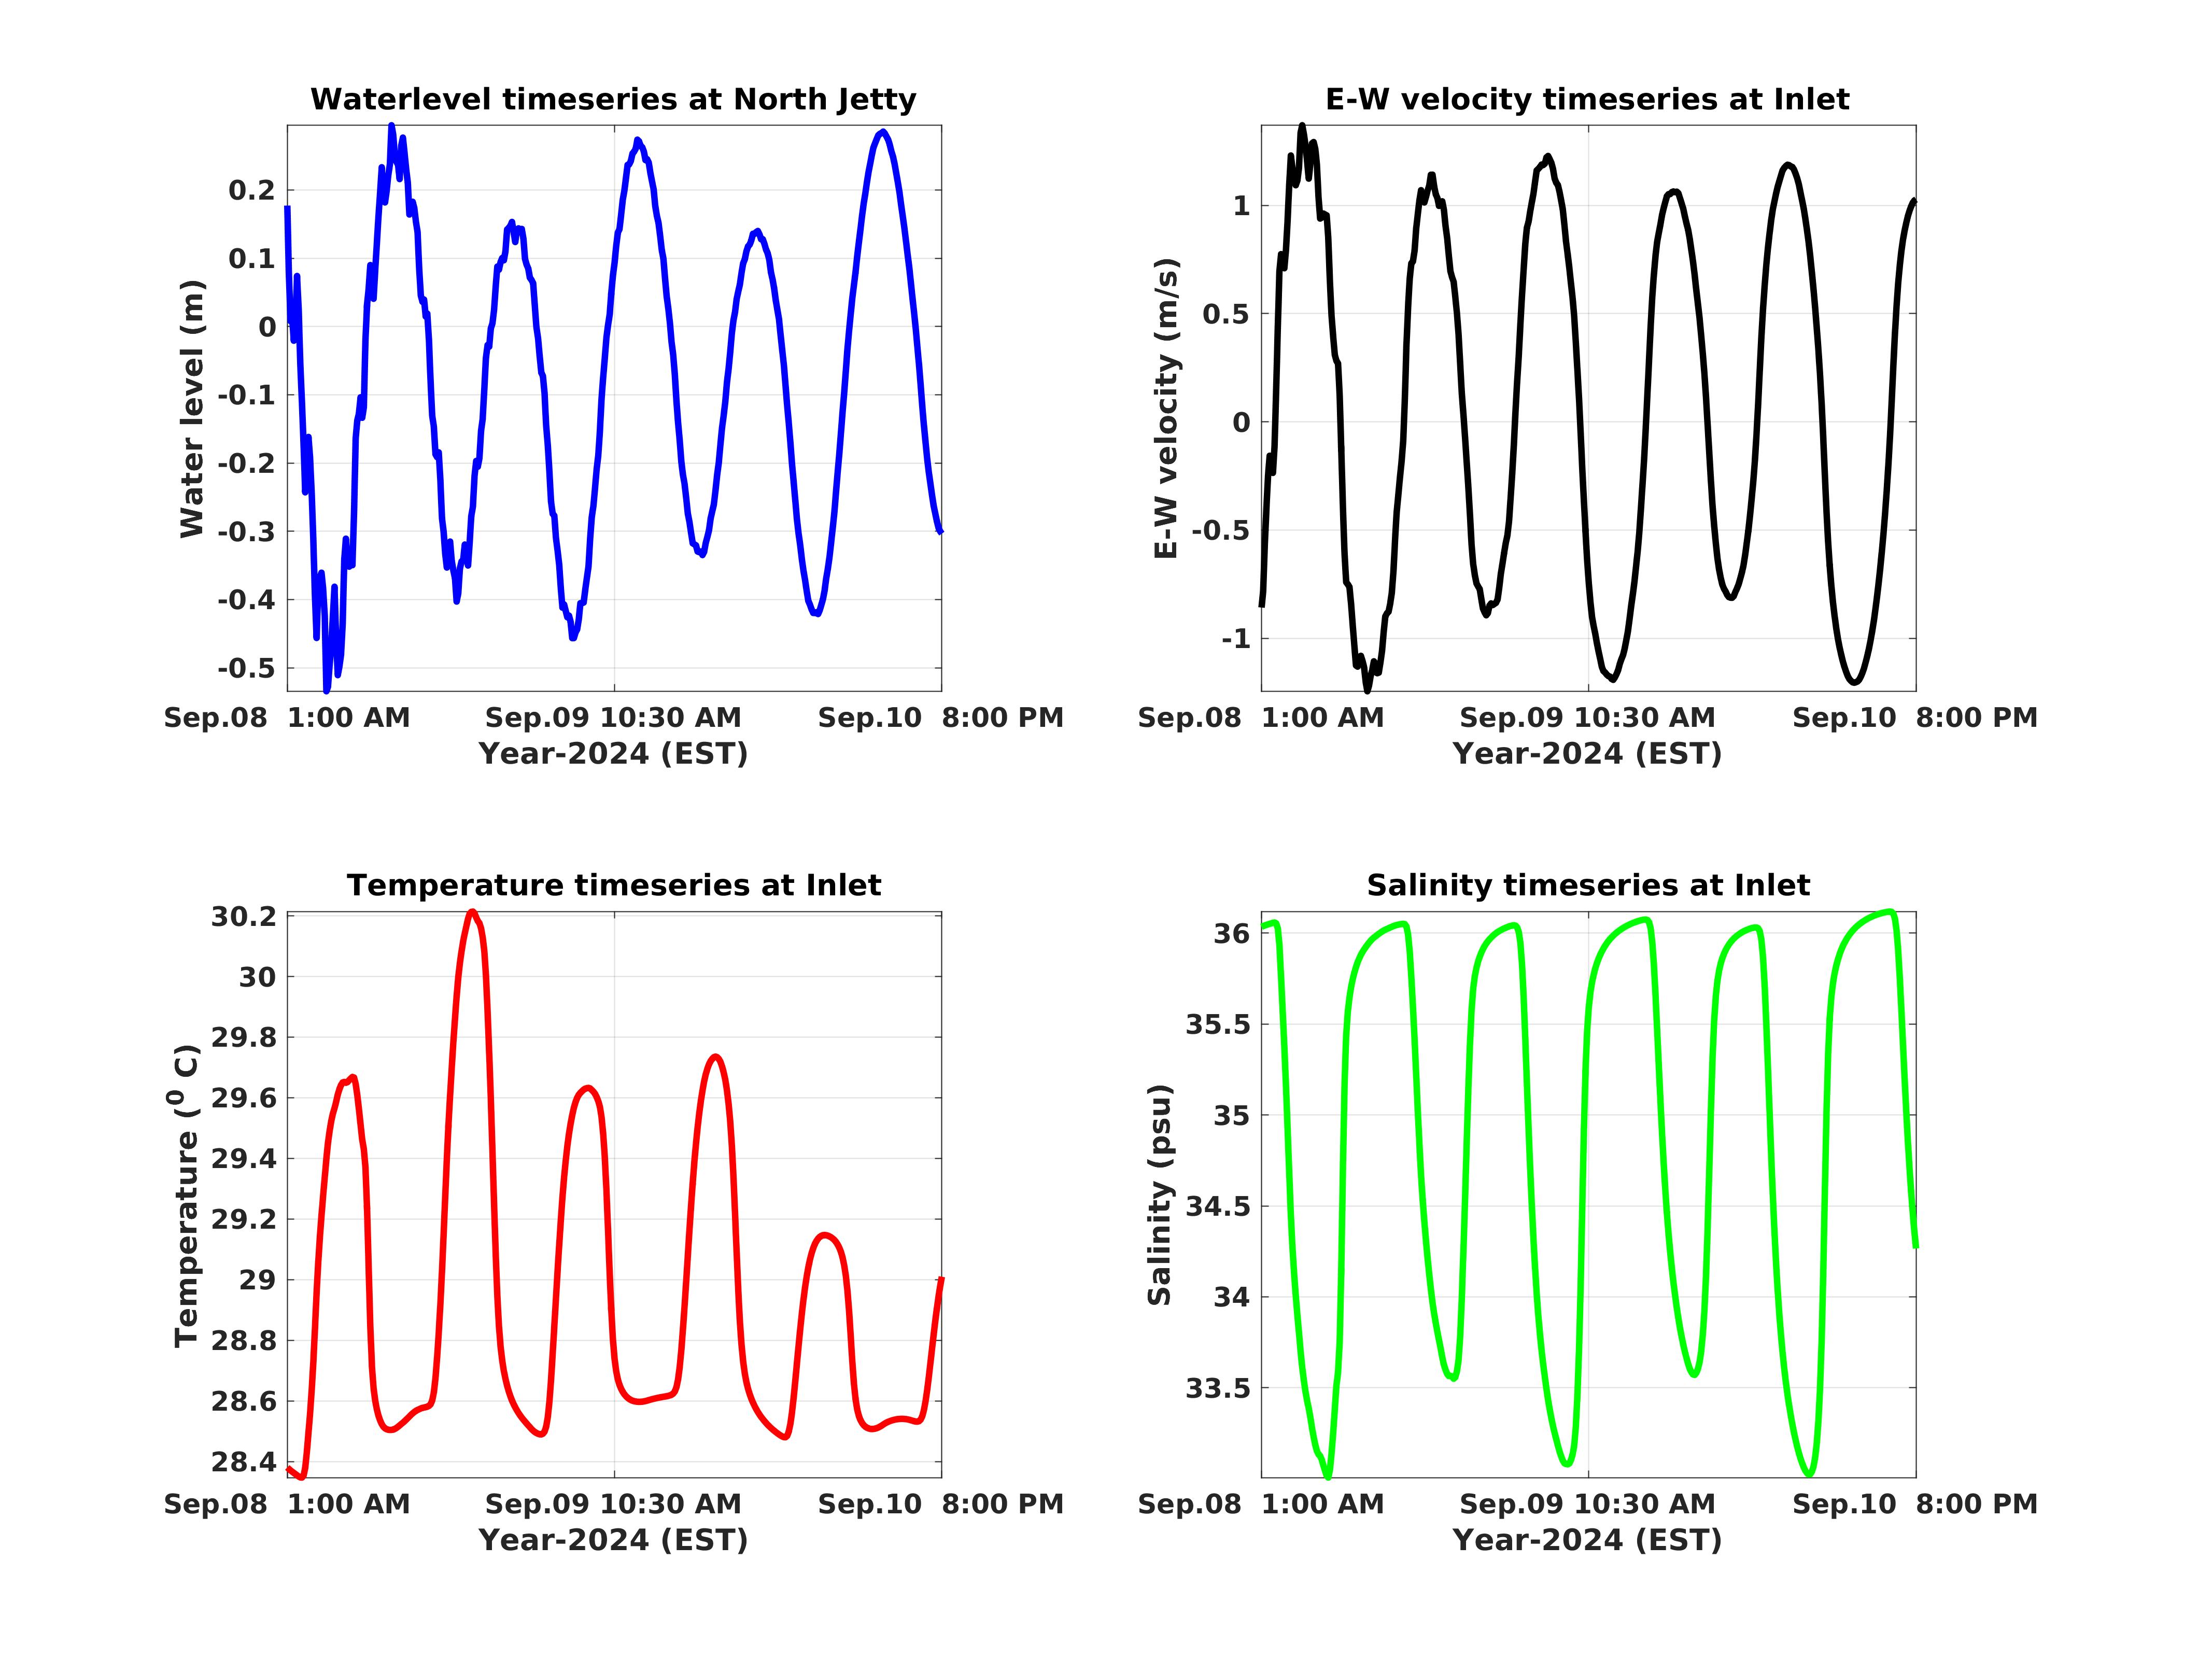 Waterlevel timeseries at North Jetty
Water level (m)
0.2
0.1
0
-0.1
-0.2
-0.3
-0.4
-0.5
Sep.08 1:00 AM Sep.09 10:30 AM Sep.10 8:00 PM
Year-2024 (EST)
E-W velocity timeseries at Inlet
E-W velocity (m/s)
1
0.5
0
-0.5
-1
Sep.08 1:00 AM Sep.09 10:30 AM Sep.10 8:00 PM
Year-2024 (EST)
Temperature timeseries at Inlet
Temperature (⁰ C)
30.2
30
29.8
29.6
29.4
29.2
29
28.8
28.6
28.4
Sep.08 1:00 AM Sep.09 10:30 AM Sep.10 8:00 PM
Year-2024 (EST)
Salinity timeseries at Inlet
Salinity (psu)
36
35.5
35
34.5
34
33.5
Sep.08 1:00 AM Sep.09 10:30 AM Sep.10 8:00 PM
Year-2024 (EST)